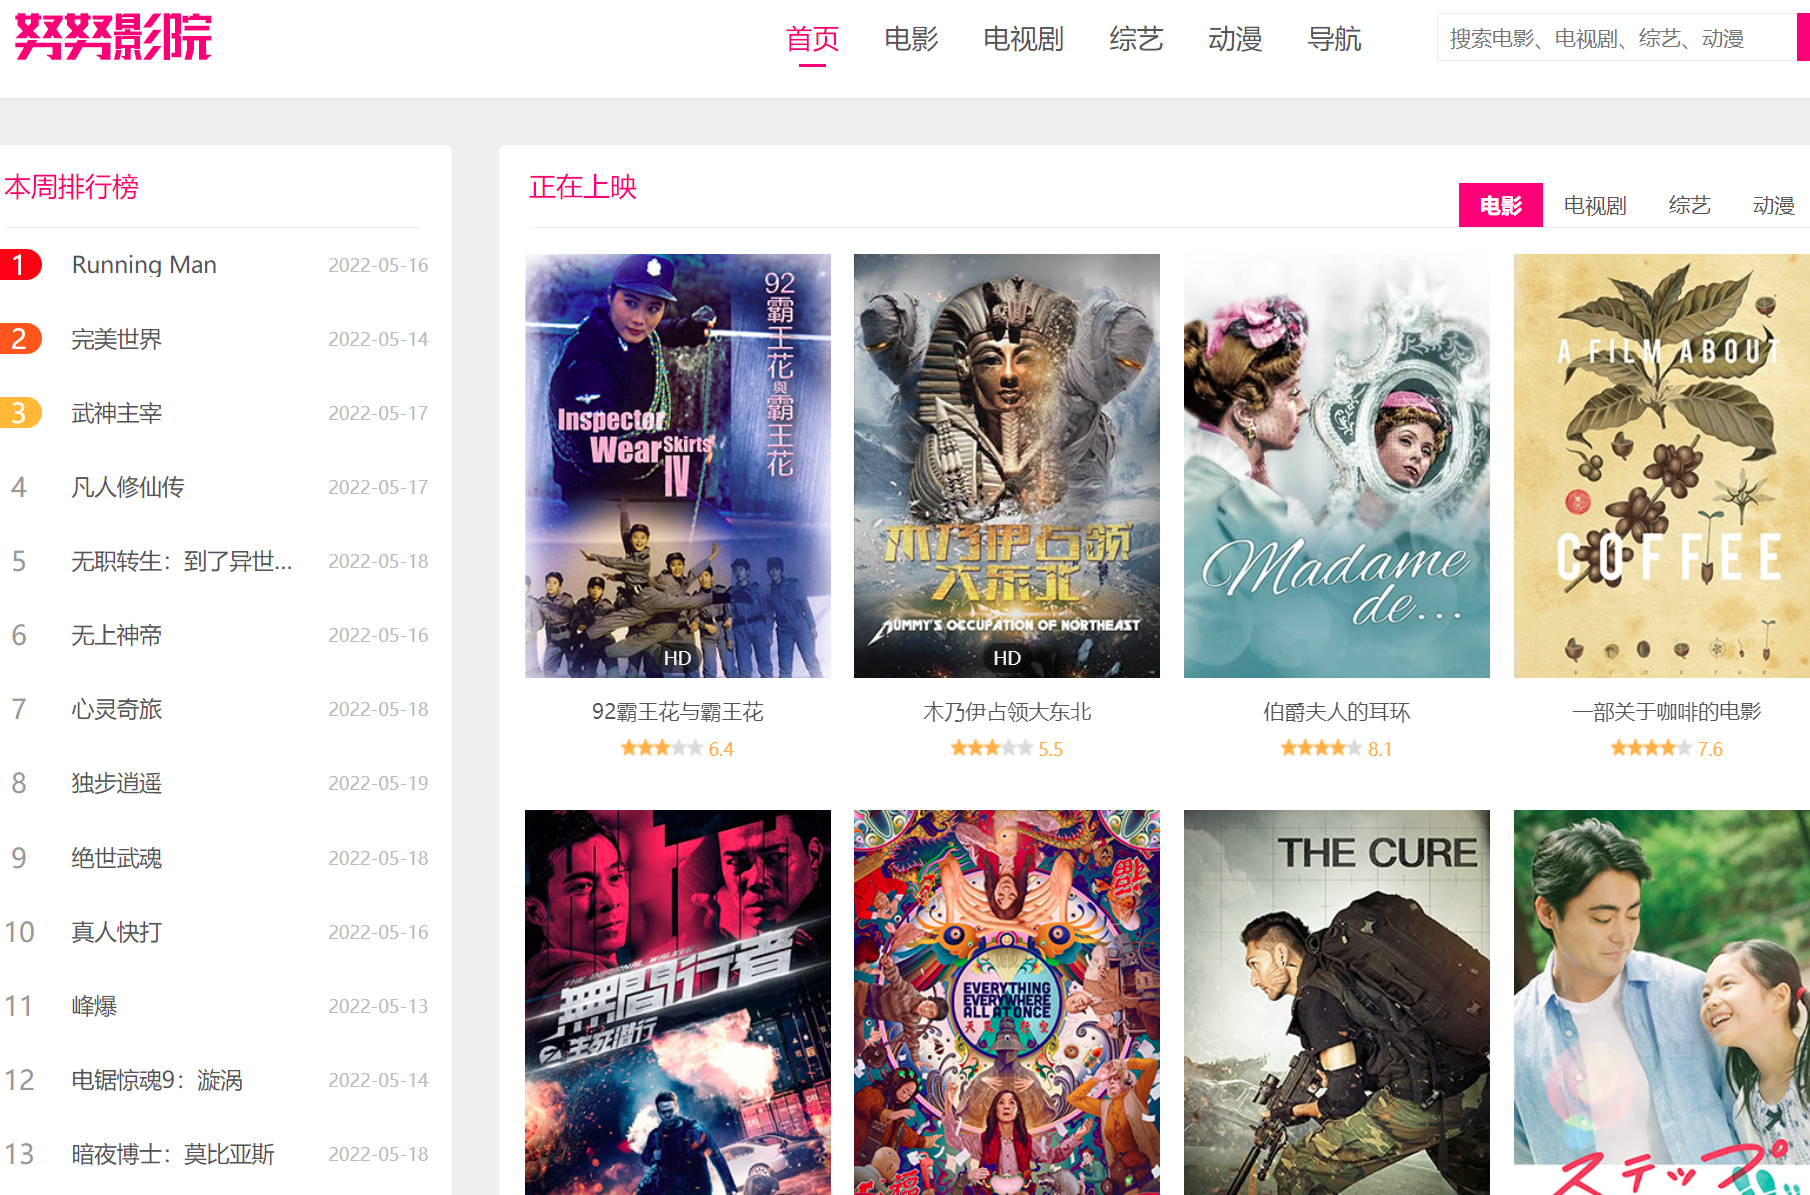 努努影院
首页 电影 电视剧 综艺 动漫 导航
搜索电影、电视剧、综艺、动漫
本周排行榜
1 Running Man 2022-05-16
2 完美世界 2022-05-14
3 武神主宰 2022-05-17
4 凡人修仙传 2022-05-17
5 无职转生：到了异世... 2022-05-18
6 无上神帝 2022-05-16
7 心灵奇旅 2022-05-18
8 独步逍遥 2022-05-19
9 绝世武魂 2022-05-18
10 真人快打 2022-05-16
11 峰爆 2022-05-13
12 电锯惊魂9：漩涡 2022-05-14
13 暗夜博士：莫比亚斯 2022-05-18
正在上映
电影 电视剧 综艺 动漫
92霸王花與霸王花
Inspector
Wear Skirts
IV
HD
木乃伊占领
大东北
MUMMY'S OCCUPATION OF NORTHEAST
HD
Madame
de...
A FILM ABOUT
COFFEE
92霸王花与霸王花
6.4
木乃伊占领大东北
5.5
伯爵夫人的耳环
8.1
一部关于咖啡的电影
7.6
THE INFERNAL WALKER
無間行者
之生死潜行
福
EVERYTHING
EVERYWHERE
ALL AT ONCE
福
THE CURE
ステップ